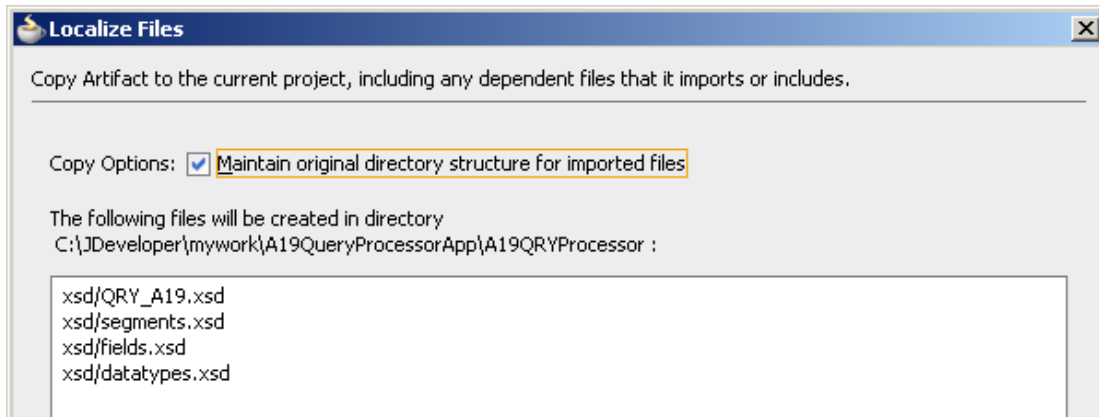 Localize Files
Copy Artifact to the current project, including any dependent files that it imports or includes.
Copy Options: Maintain original directory structure for imported files
The following files will be created in directory
C:\JDeveloper\mywork\A19QueryProcessorApp\A19QRYProcessor :
xsd/QRY_A19.xsd
xsd/segments.xsd
xsd/fields.xsd
xsd/datatypes.xsd